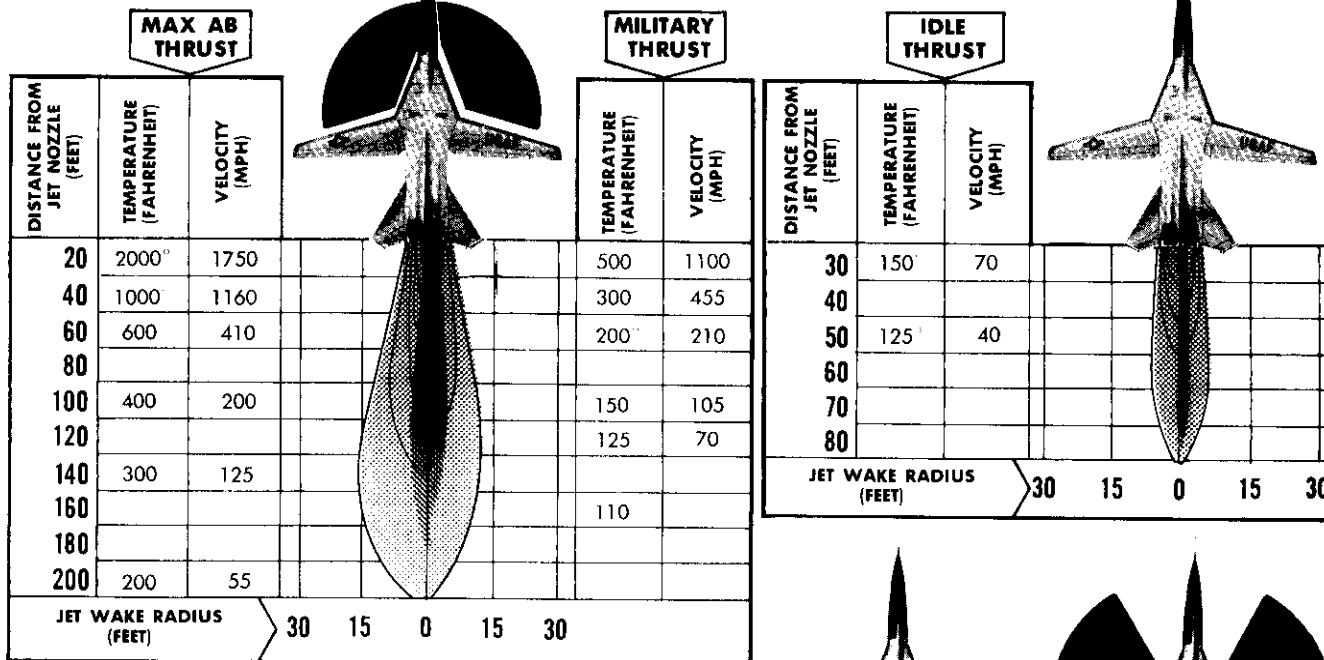 MAX AB
THRUST
MILITARY
THRUST
DISTANCE FROM
JET NOZZLE
(FEET)
TEMPERATURE
(FAHRENHEIT)
VELOCITY
(MPH)
TEMPERATURE
(FAHRENHEIT)
VELOCITY
(MPH)
20 2000° 1750 500 1100
40 1000 1160 300 455
60 600 410 200 210
80
100 400 200 150 105
120 125 70
140 300 125
160 110
180
200 200 55
JET WAKE RADIUS
(FEET)
30 15 0 15 30
IDLE
THRUST
DISTANCE FROM
JET NOZZLE
(FEET)
TEMPERATURE
(FAHRENHEIT)
VELOCITY
(MPH)
USAF
30 150 70
40
50 125 40
60
70
80
JET WAKE RADIUS
(FEET)
30 15 0 15 30